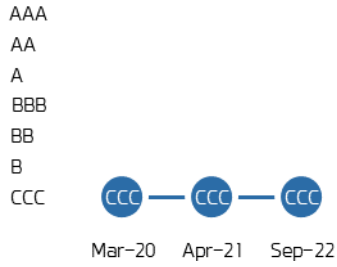 AAA
AA
A
BBB
BB
B
CCC CCC CCC CCC
Mar-20 Apr-21 Sep-22